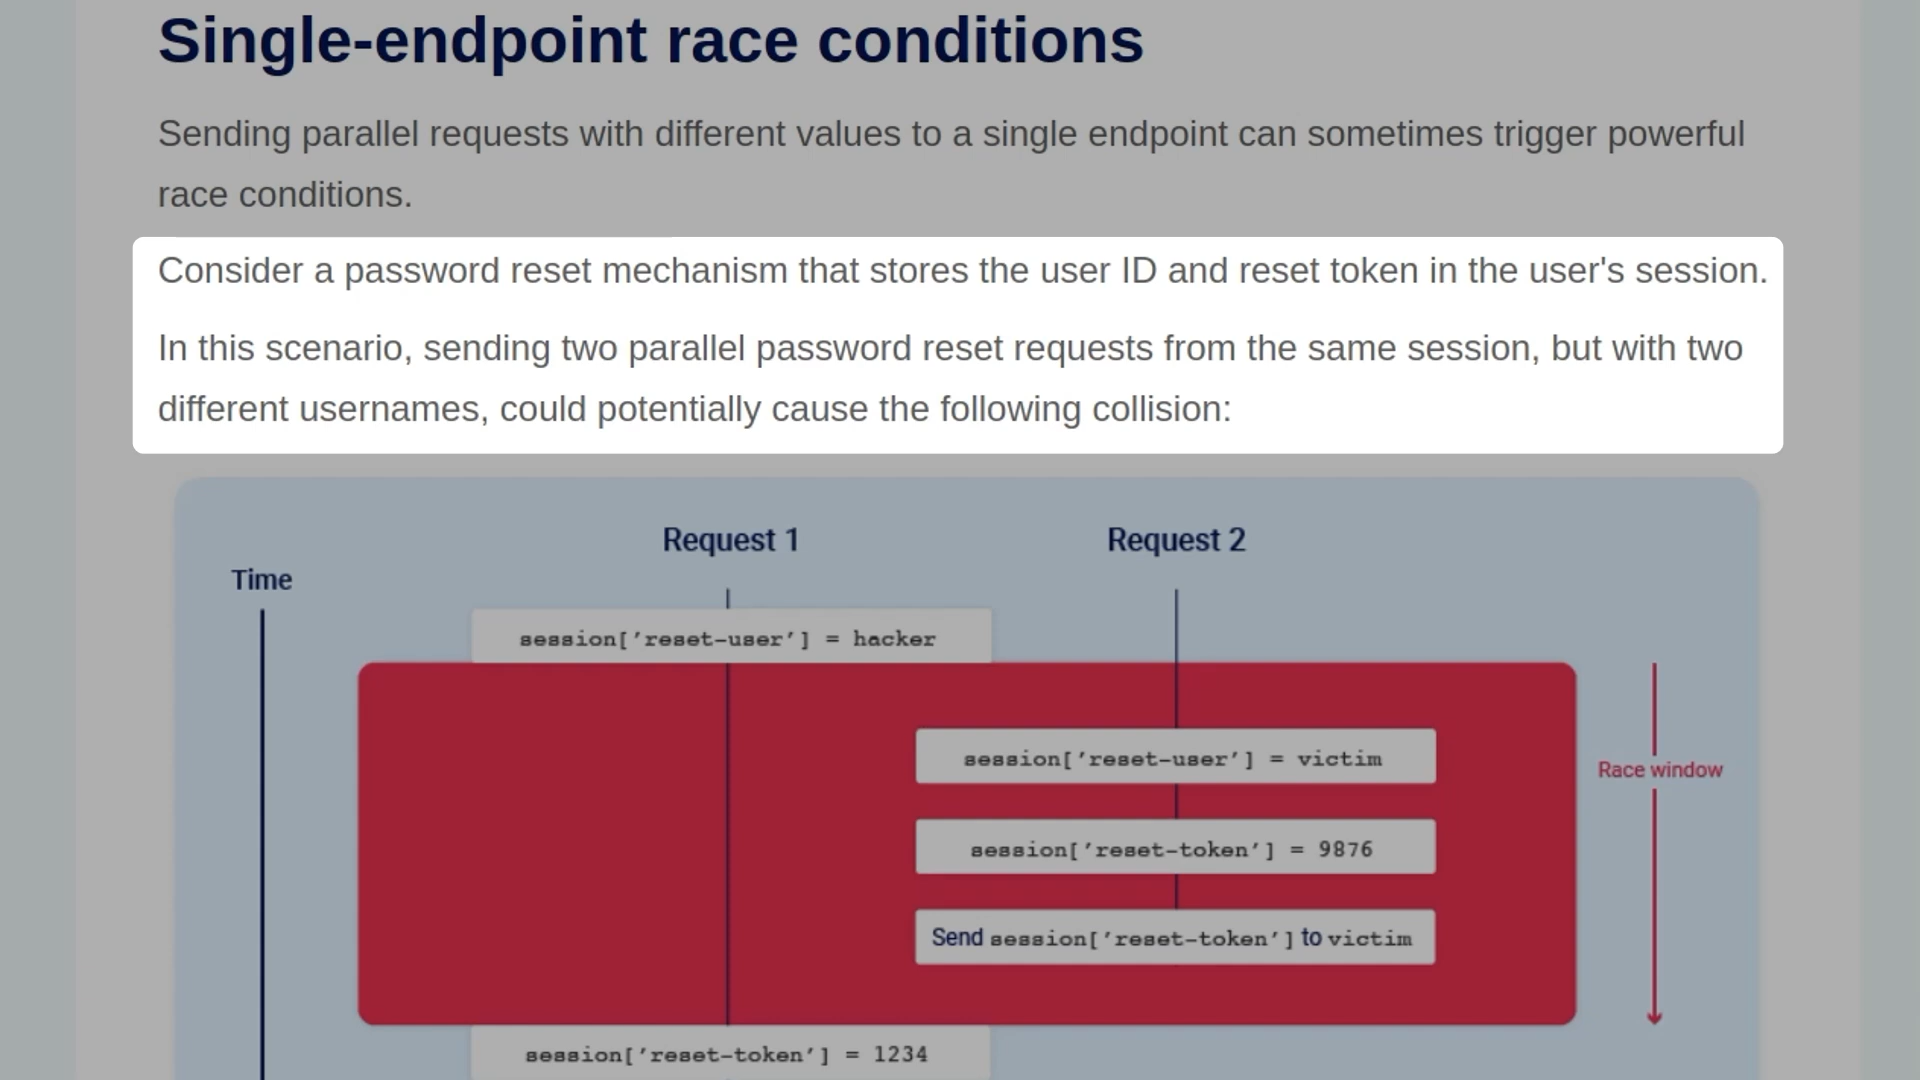 Single-endpoint race conditions
Sending parallel requests with different values to a single endpoint can sometimes trigger powerful
race conditions.
Consider a password reset mechanism that stores the user ID and reset token in the user's session.
In this scenario, sending two parallel password reset requests from the same session, but with two
different usernames, could potentially cause the following collision:
Request 1
Request 2
Time
session['reset-user'] = hacker
session['reset-user'] = victim
Race window
session['reset-token'] = 9876
Send session['reset-token'] to victim
session['reset-token'] = 1234